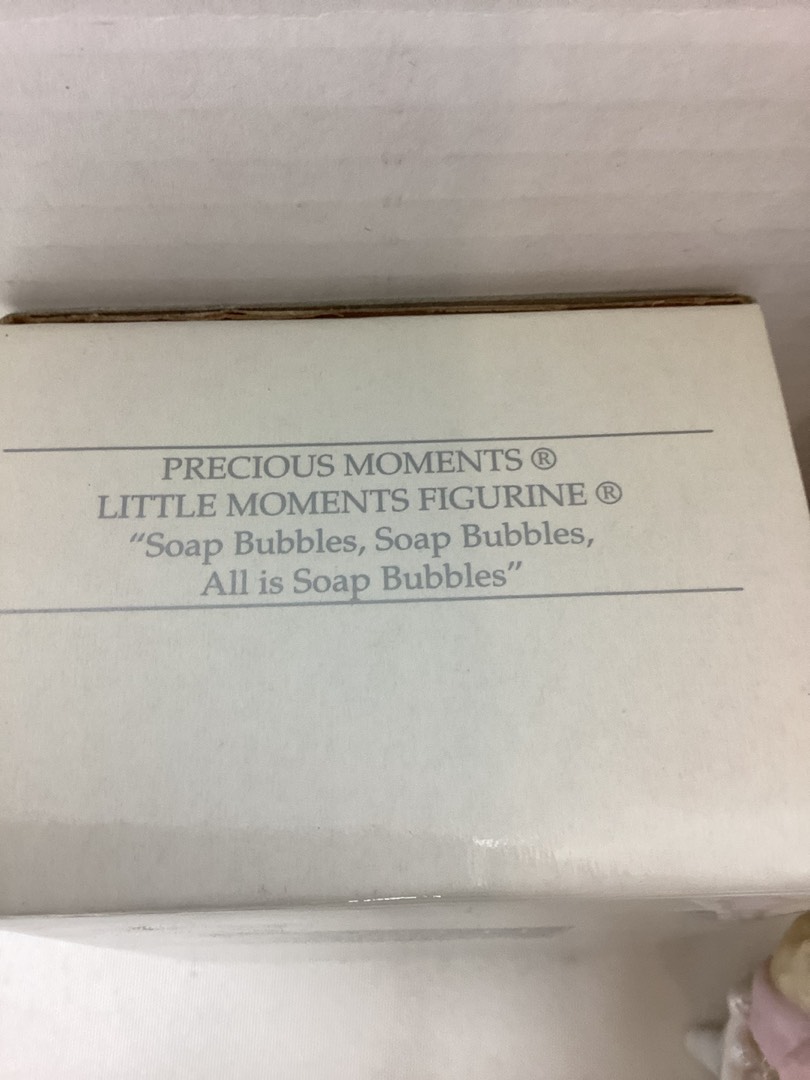 PRECIOUS MOMENTS ®
LITTLE MOMENTS FIGURINE ®
“Soap Bubbles, Soap Bubbles,
All is Soap Bubbles”